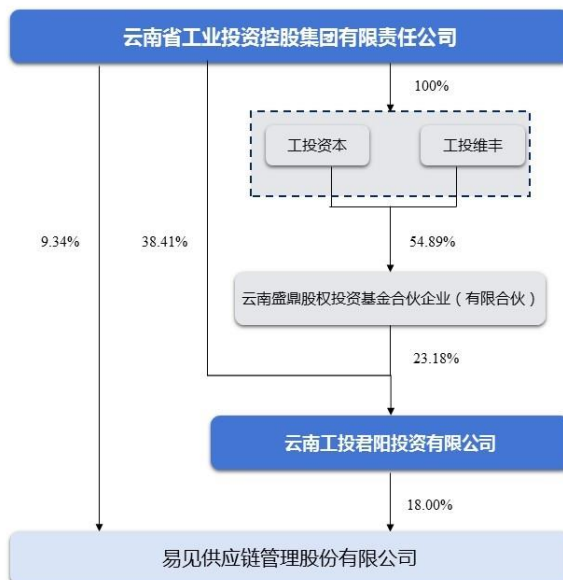 云南省工业投资控股集团有限责任公司
100%
工投资本
工投维丰
9.34%
38.41%
54.89%
云南盛鼎股权投资基金合伙企业（有限合伙）
23.18%
云南工投君阳投资有限公司
18.00%
易见供应链管理股份有限公司